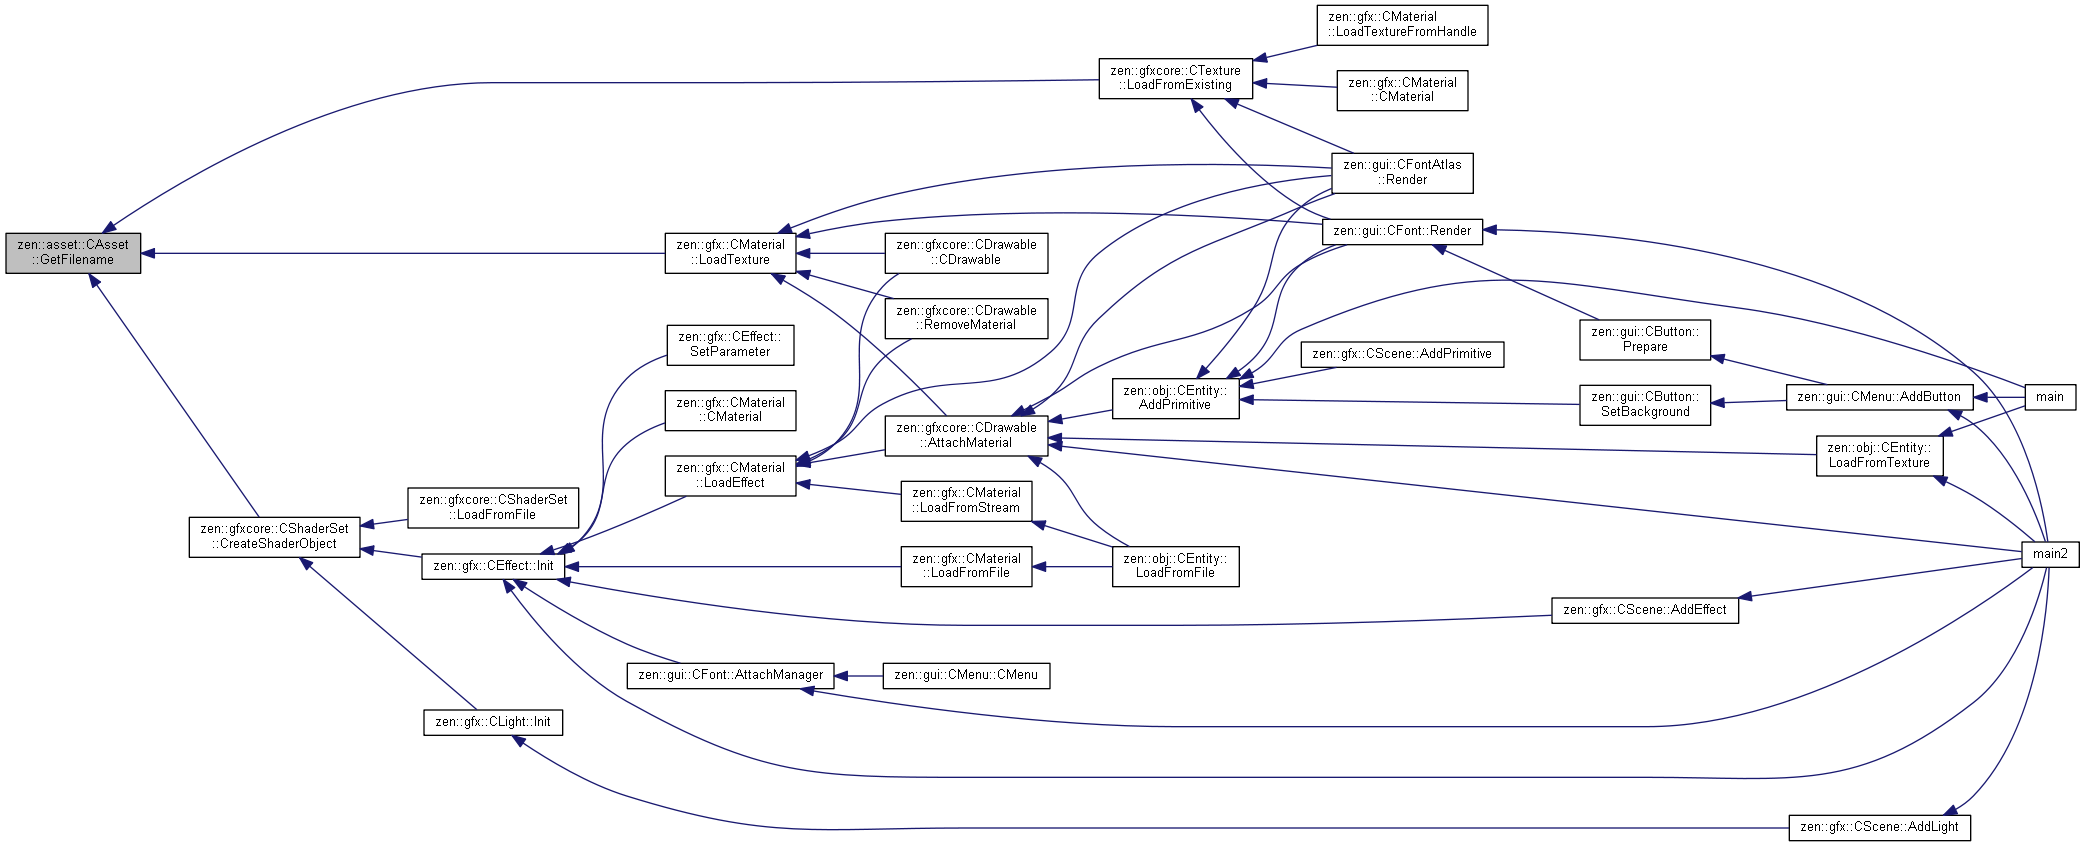 zen::gfx::CMaterial
::LoadTextureFromHandle
zen::gfxcore::CTexture
::LoadFromExisting
zen::gfx::CMaterial
::CMaterial
zen::gui::CFontAtlas
::Render
zen::asset::CAsset
::GetFilename
zen::gfx::CMaterial
::LoadTexture
zen::gfxcore::CDrawable
::CDrawable
zen::gui::CFont::Render
zen::gfxcore::CDrawable
::RemoveMaterial
zen::gfx::CEffect::
SetParameter
zen::gui::CButton::
Prepare
zen::gfx::CScene::AddPrimitive
zen::gfx::CMaterial
::CMaterial
zen::obj::CEntity::
AddPrimitive
zen::gui::CButton::
SetBackground
zen::gui::CMenu::AddButton
main
zen::gfxcore::CDrawable
::AttachMaterial
zen::obj::CEntity::
LoadFromTexture
zen::gfx::CMaterial
::LoadEffect
zen::gfx::CMaterial
::LoadFromStream
zen::gfxcore::CShaderSet
::LoadFromFile
zen::gfxcore::CShaderSet
::CreateShaderObject
zen::gfx::CEffect::Init
zen::gfx::CMaterial
::LoadFromFile
zen::obj::CEntity::
LoadFromFile
main2
zen::gfx::CScene::AddEffect
zen::gui::CFont::AttachManager
zen::gui::CMenu::CMenu
zen::gfx::CLight::Init
zen::gfx::CScene::AddLight